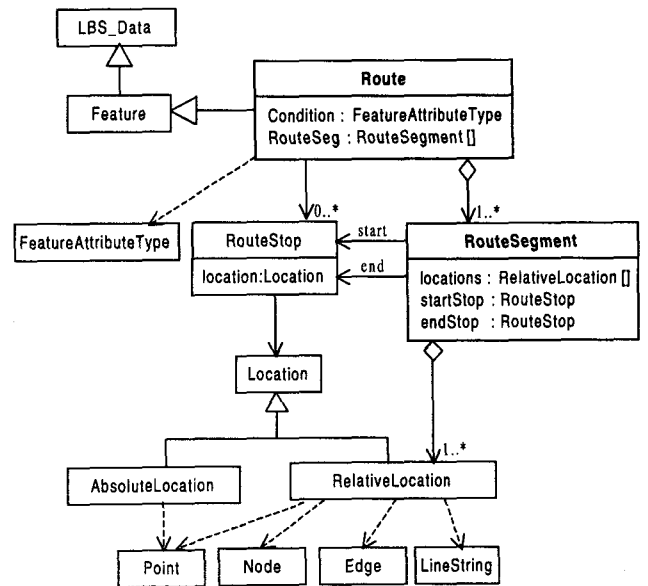 LBS_Data
Route
Feature
Condition : FeatureAttributeType
RouteSeg : RouteSegment []
0..*
1..*
FeatureAttributeType
RouteStop
location:Location
start
end
RouteSegment
locations : RelativeLocation []
startStop : RouteStop
endStop : RouteStop
Location
1..*
AbsoluteLocation
RelativeLocation
Point
Node
Edge
LineString